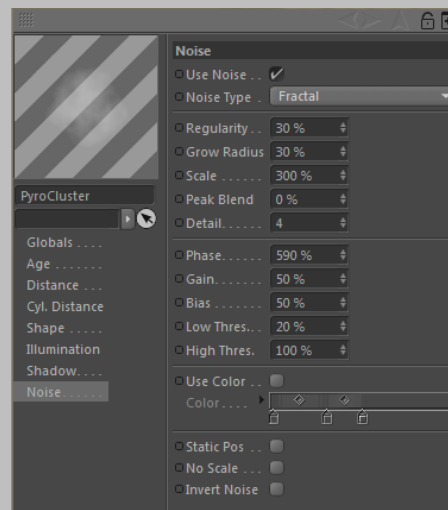 Noise
Use Noise . .
Noise Type . Fractal
Regularity . . 30 %
Grow Radius 30 %
Scale . . . . . . 300 %
Peak Blend 0 %
Detail. . . . . . 4
PyroCluster
Globals . . . .
Age . . . . . . .
Distance . . .
Cyl. Distance
Shape . . . . .
Illumination
Shadow. . . .
Noise. . . . . .
Phase. . . . . . 590 %
Gain. . . . . . . 50 %
Bias . . . . . . . 50 %
Low Thres. . . 20 %
High Thres. 100 %
Use Color . .
Color . . . .
Static Pos . .
No Scale . . .
Invert Noise